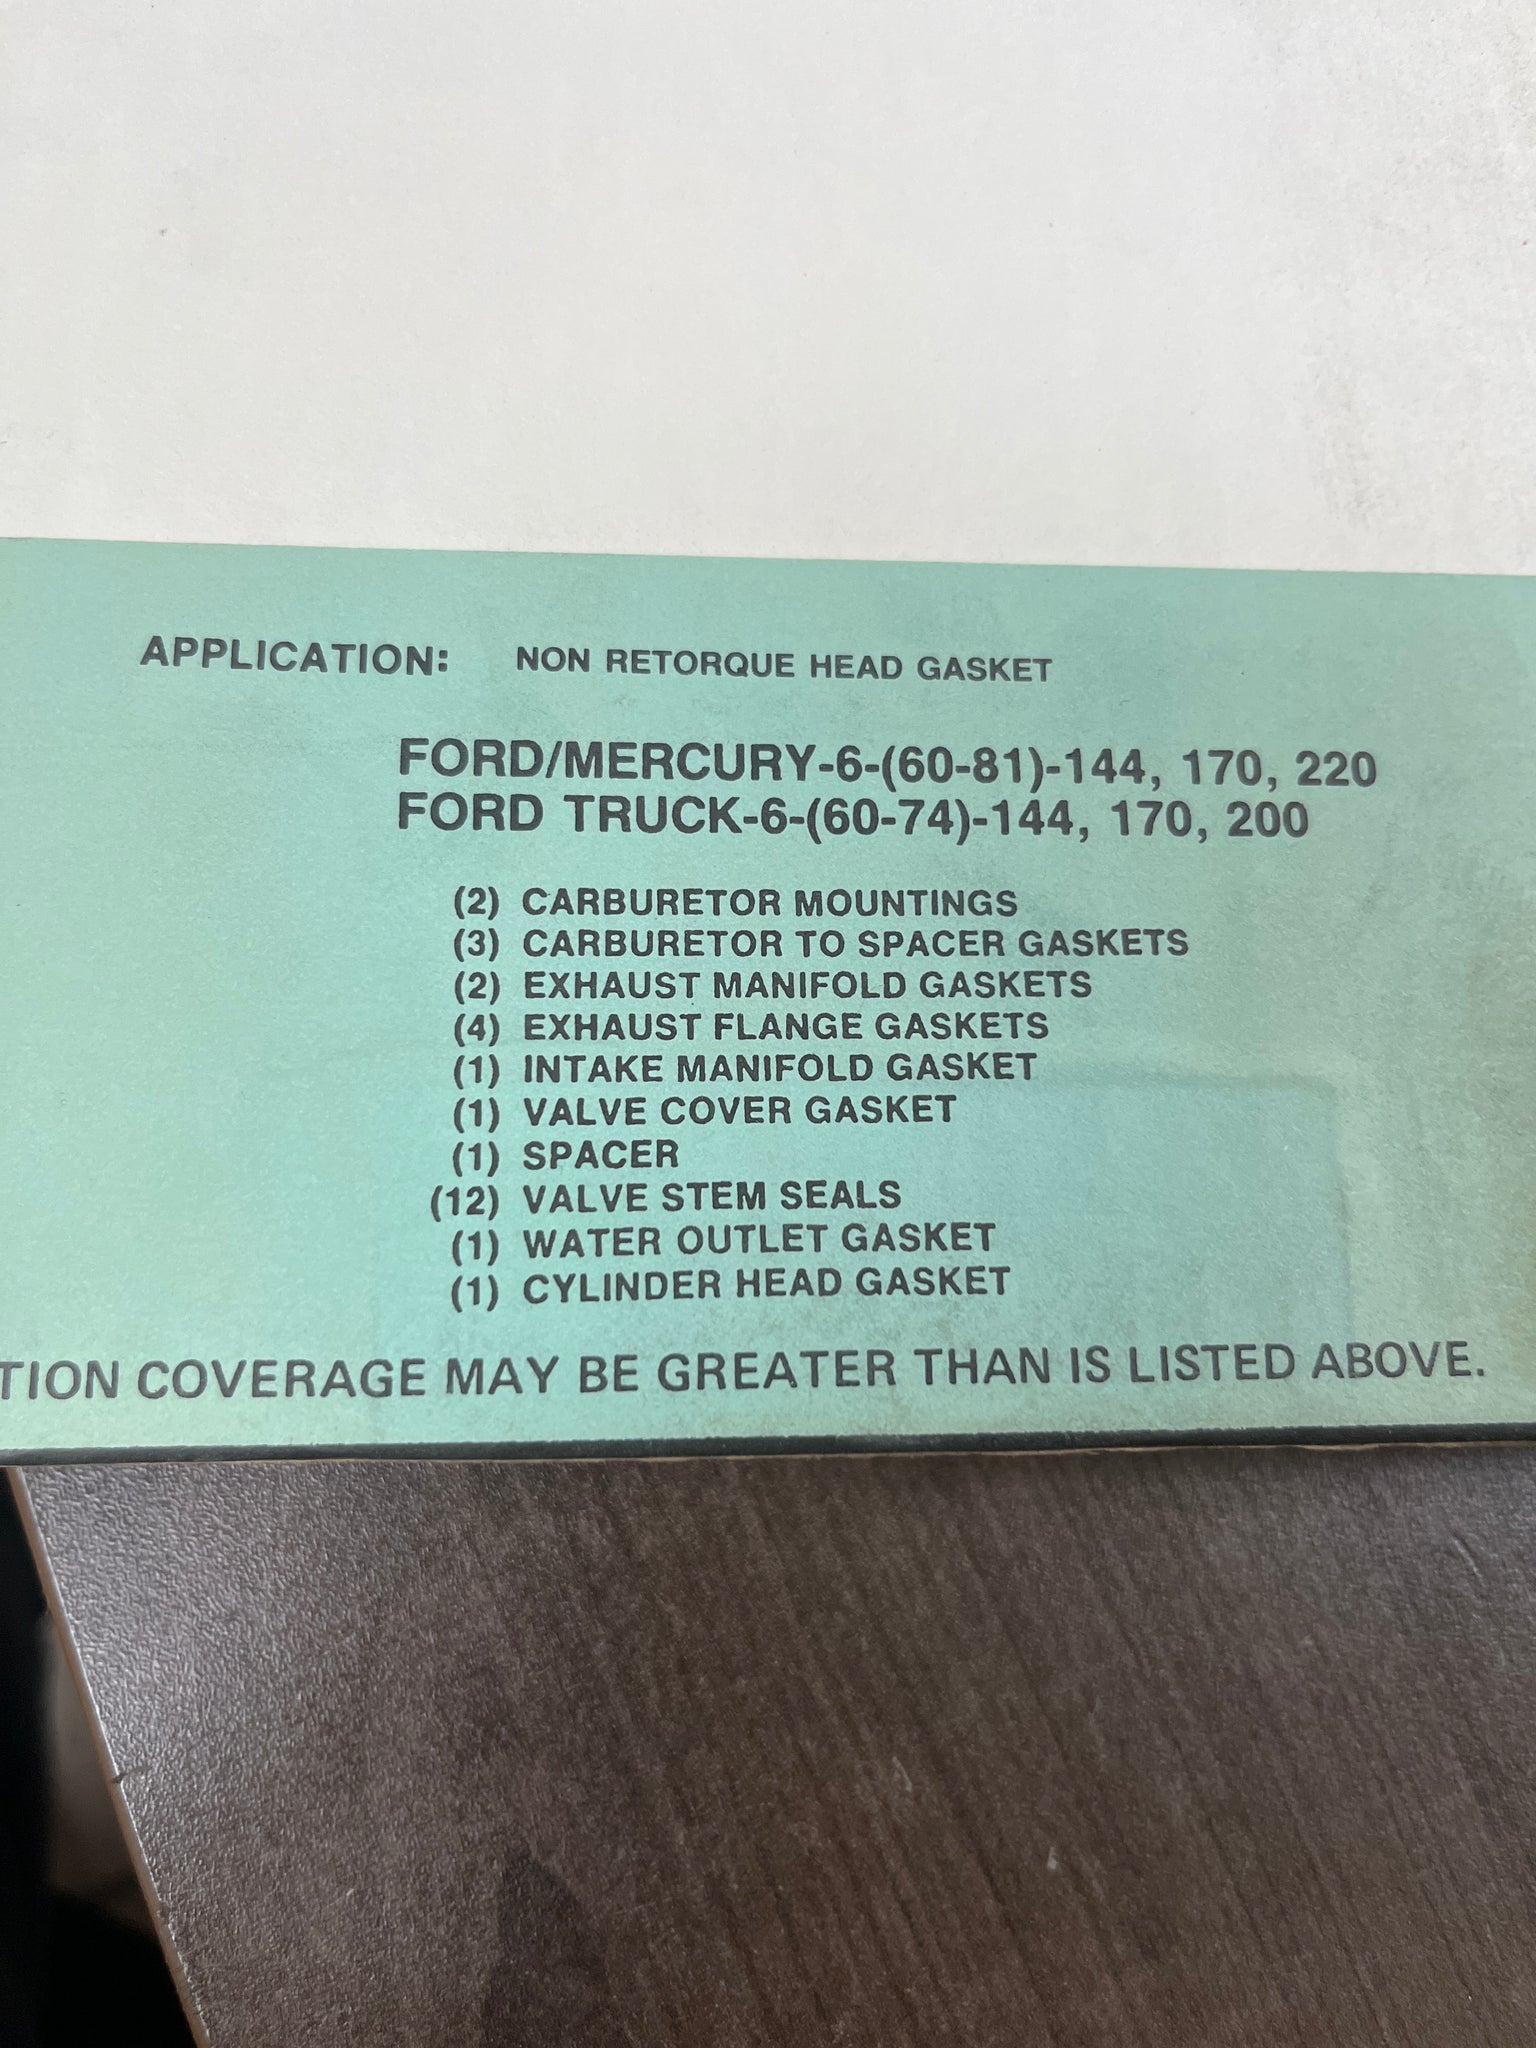 APPLICATION: NON RETORQUE HEAD GASKET
FORD/MERCURY-6-(60-81)-144, 170, 220
FORD TRUCK-6-(60-74)-144, 170, 200
(2) CARBURETOR MOUNTINGS
(3) CARBURETOR TO SPACER GASKETS
(2) EXHAUST MANIFOLD GASKETS
(4) EXHAUST FLANGE GASKETS
(1) INTAKE MANIFOLD GASKET
(1) VALVE COVER GASKET
(1) SPACER
(12) VALVE STEM SEALS
(1) WATER OUTLET GASKET
(1) CYLINDER HEAD GASKET
TION COVERAGE MAY BE GREATER THAN IS LISTED ABOVE.